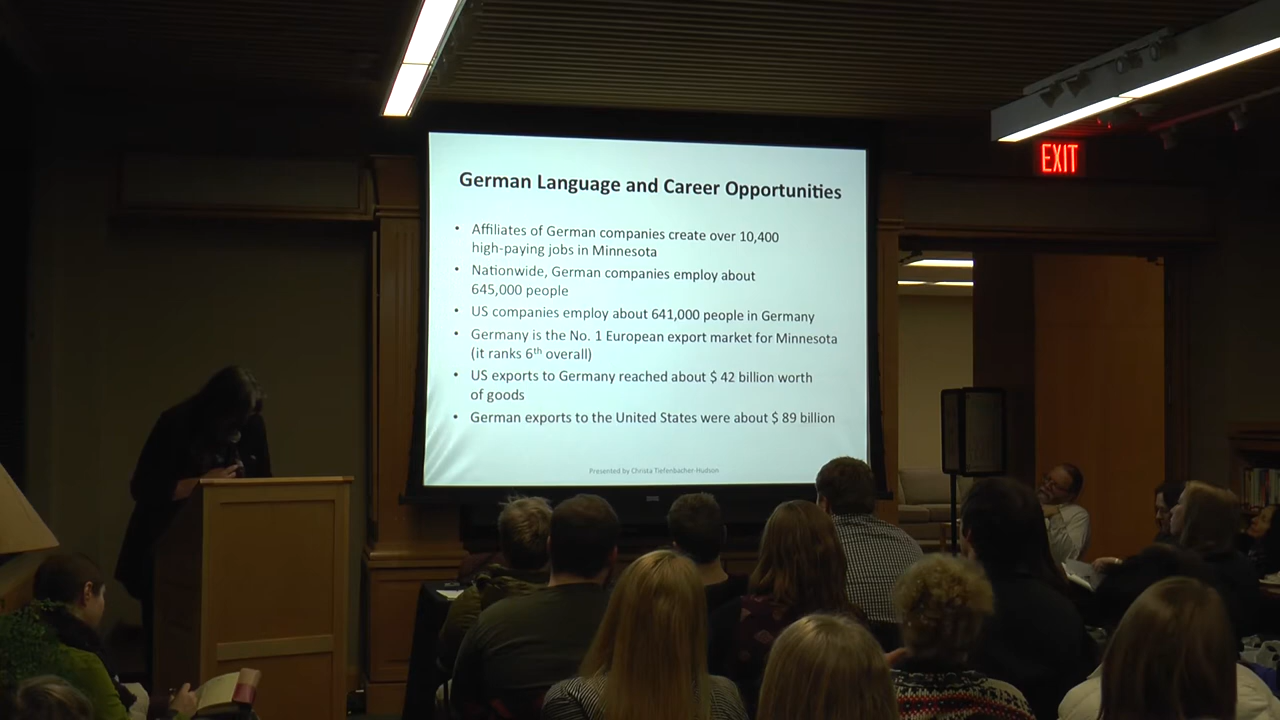 EXIT
German Language and Career Opportunities
• Affiliates of German companies create over 10,400
high-paying jobs in Minnesota
• Nationwide, German companies employ about
645,000 people
• US companies employ about 641,000 people in Germany
• Germany is the No. 1 European export market for Minnesota
(it ranks 6th overall)
• US exports to Germany reached about $ 42 billion worth
of goods
• German exports to the United States were about $ 89 billion
Presented by Christa Tiefenbacher-Hudson